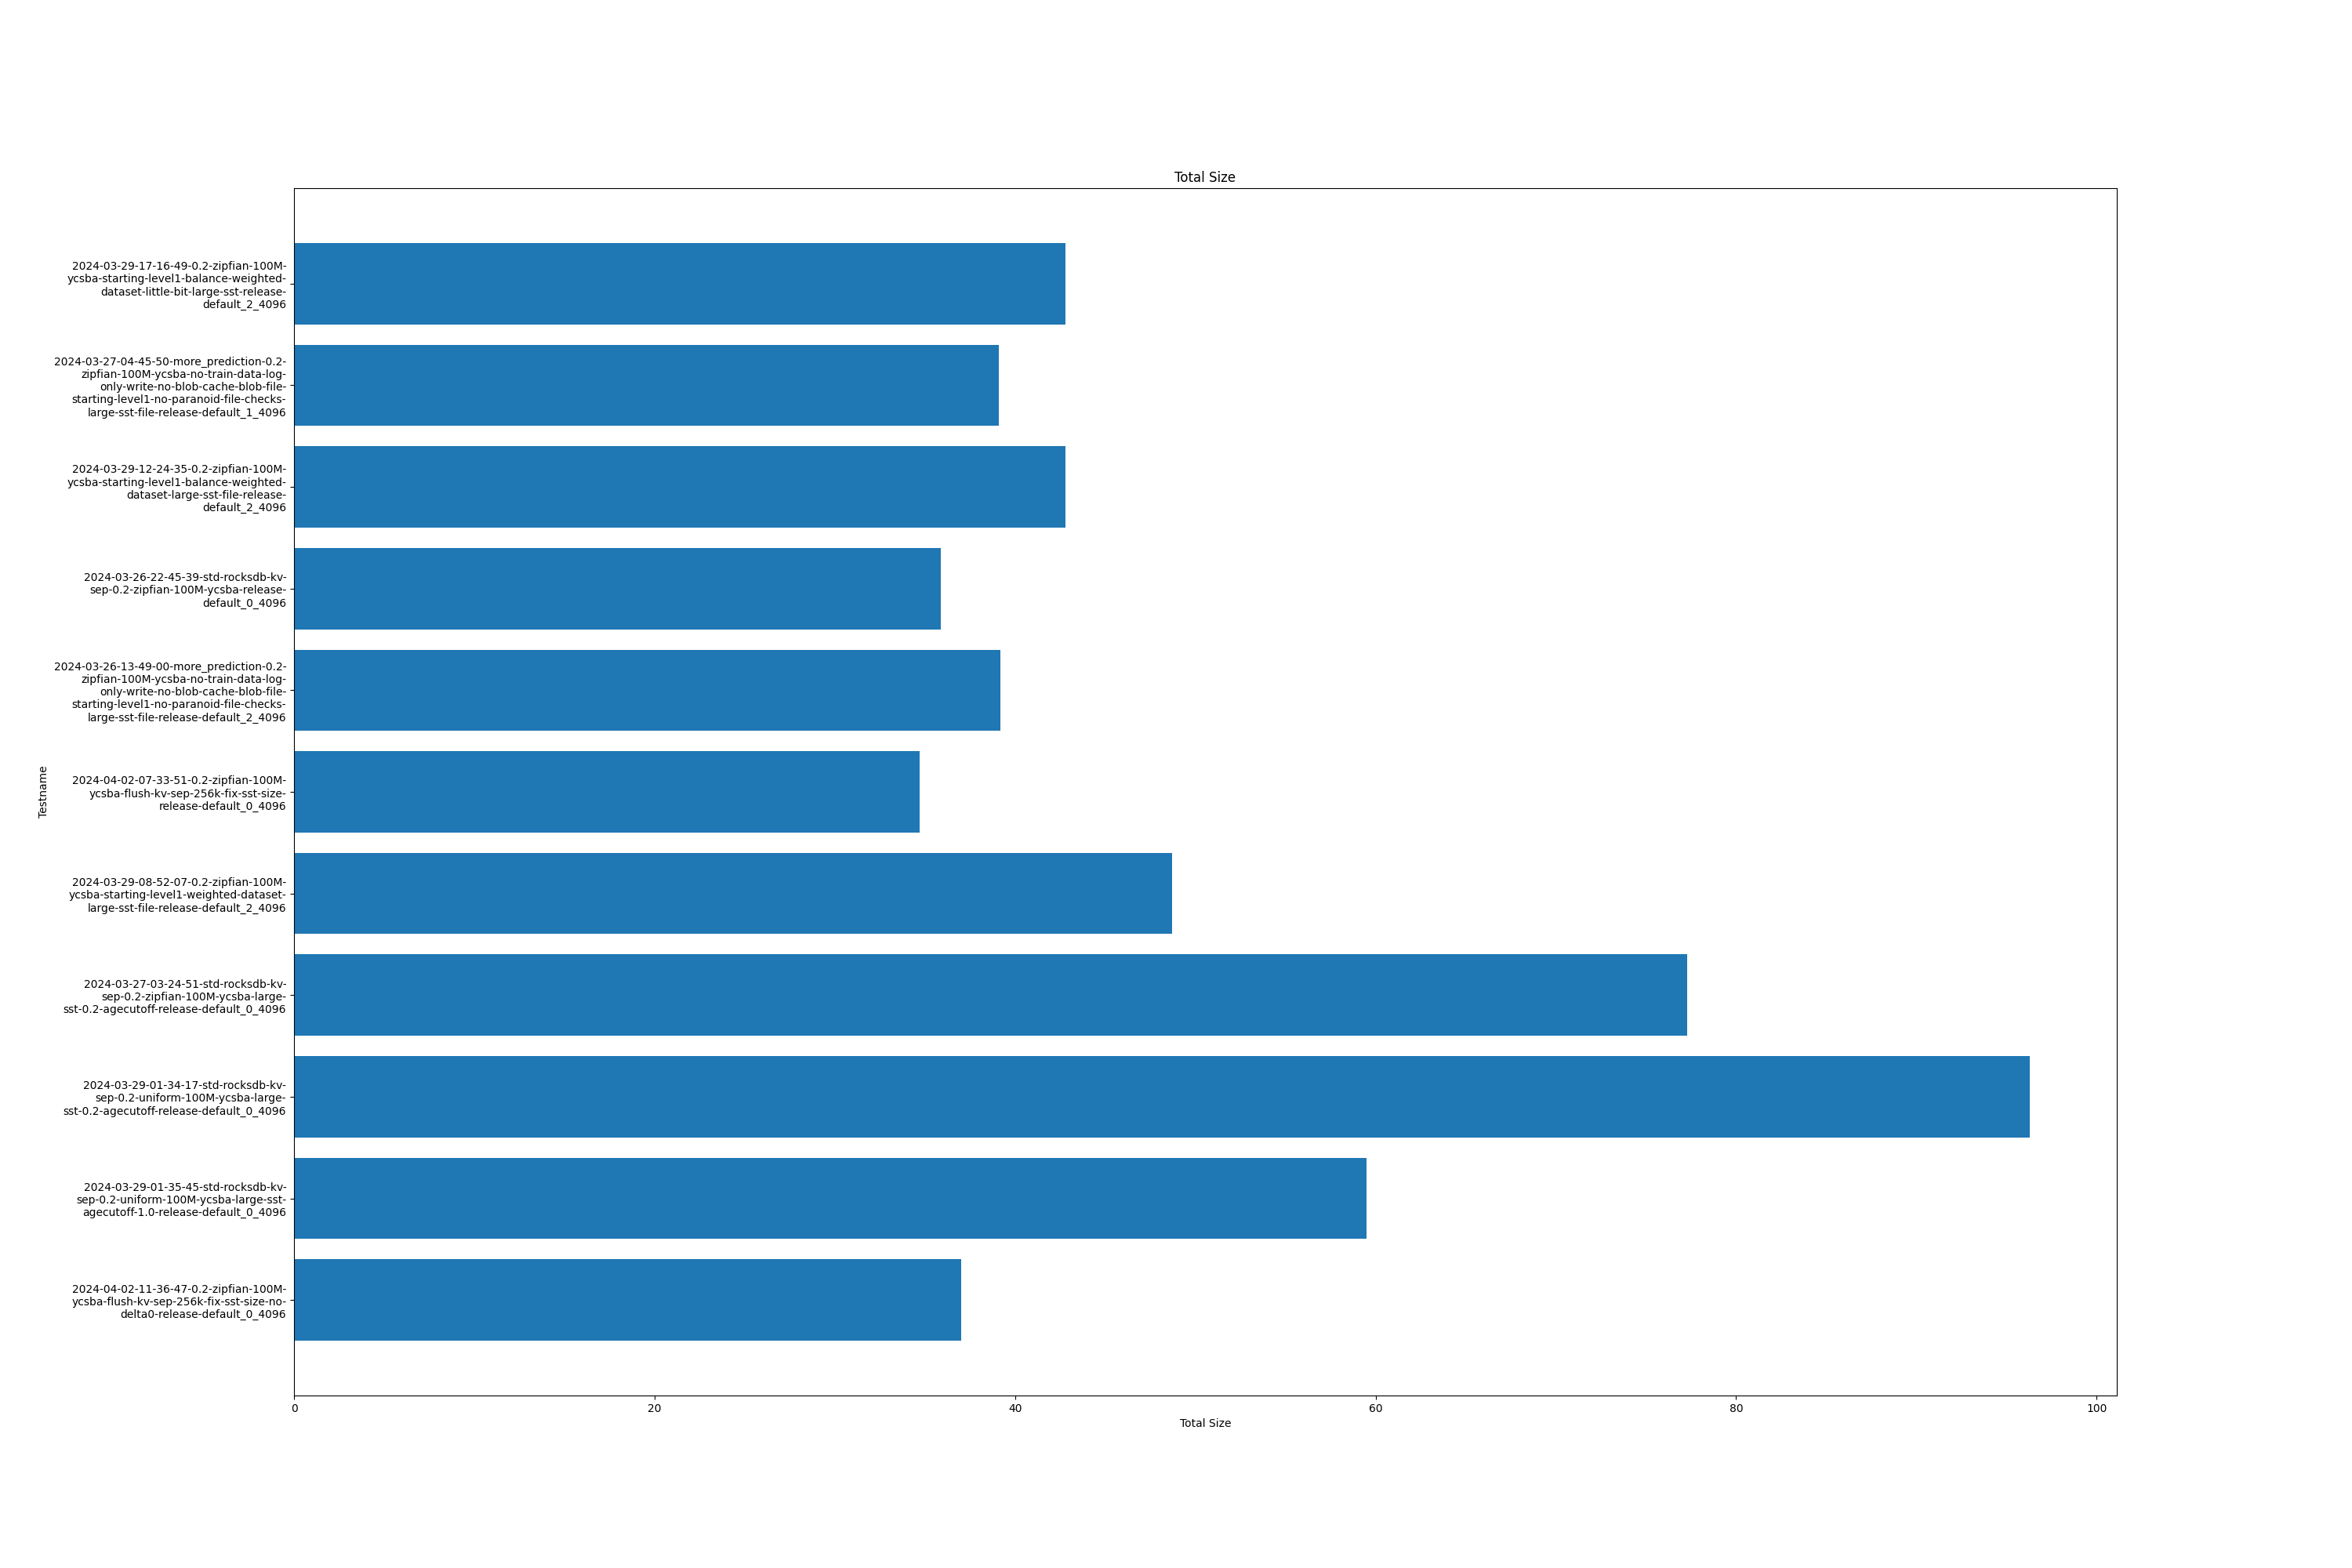 Total Size
2024-03-29-17-16-49-0.2-zipfian-100M-
ycsba-starting-level1-balance-weighted-
dataset-little-bit-large-sst-release-
default_2_4096
2024-03-27-04-45-50-more_prediction-0.2-
zipfian-100M-ycsba-no-train-data-log-
only-write-no-blob-cache-blob-file-
starting-level1-no-paranoid-file-checks-
large-sst-file-release-default_1_4096
2024-03-29-12-24-35-0.2-zipfian-100M-
ycsba-starting-level1-balance-weighted-
dataset-large-sst-file-release-
default_2_4096
2024-03-26-22-45-39-std-rocksdb-kv-
sep-0.2-zipfian-100M-ycsba-release-
default_0_4096
2024-03-26-13-49-00-more_prediction-0.2-
zipfian-100M-ycsba-no-train-data-log-
only-write-no-blob-cache-blob-file-
starting-level1-no-paranoid-file-checks-
large-sst-file-release-default_2_4096
Testname
2024-04-02-07-33-51-0.2-zipfian-100M-
ycsba-flush-kv-sep-256k-fix-sst-size-
release-default_0_4096
2024-03-29-08-52-07-0.2-zipfian-100M-
ycsba-starting-level1-weighted-dataset-
large-sst-file-release-default_2_4096
2024-03-27-03-24-51-std-rocksdb-kv-
sep-0.2-zipfian-100M-ycsba-large-
sst-0.2-agecutoff-release-default_0_4096
2024-03-29-01-34-17-std-rocksdb-kv-
sep-0.2-uniform-100M-ycsba-large-
sst-0.2-agecutoff-release-default_0_4096
2024-03-29-01-35-45-std-rocksdb-kv-
sep-0.2-uniform-100M-ycsba-large-sst-
agecutoff-1.0-release-default_0_4096
2024-04-02-11-36-47-0.2-zipfian-100M-
ycsba-flush-kv-sep-256k-fix-sst-size-no-
delta0-release-default_0_4096
0 20 40 60 80 100
Total Size